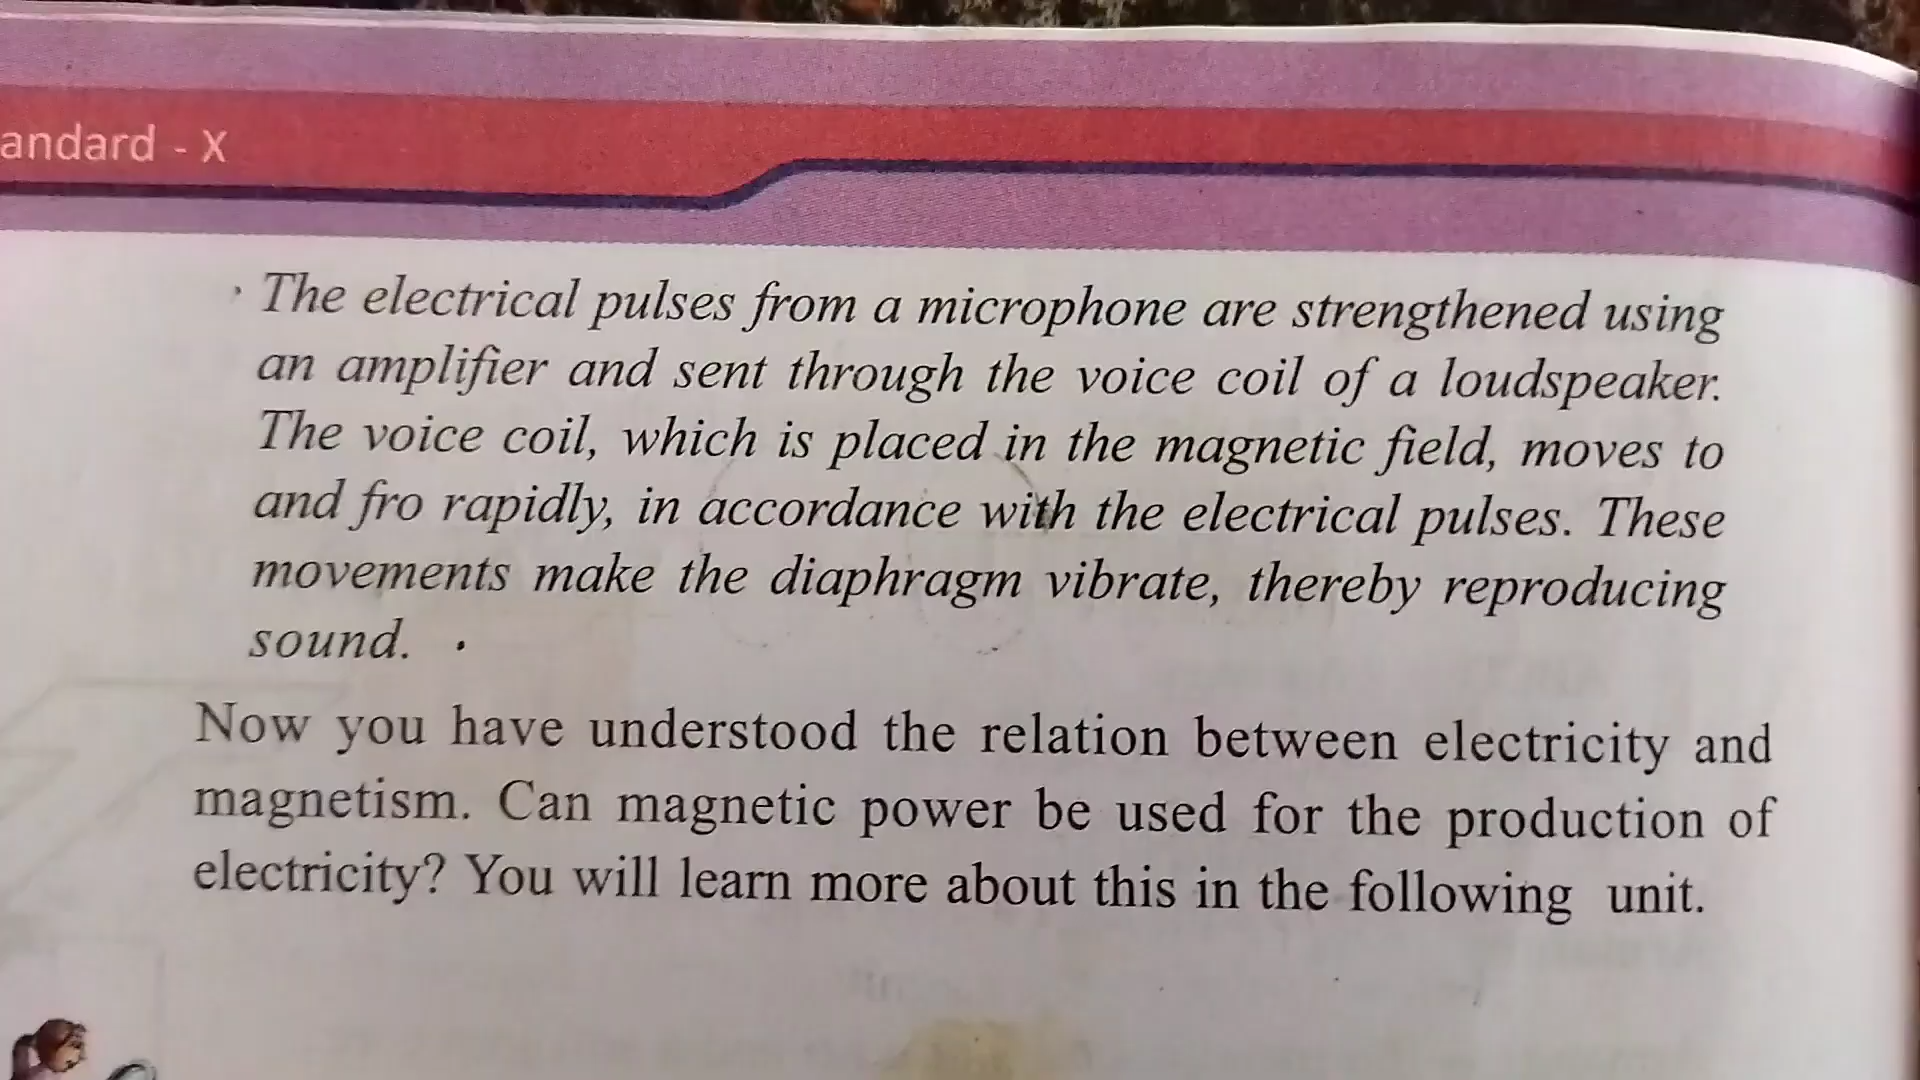 andard - X
The electrical pulses from a microphone are strengthened using
an amplifier and sent through the voice coil of a loudspeaker.
The voice coil, which is placed in the magnetic field, moves to
and fro rapidly, in accordance with the electrical pulses. These
movements make the diaphragm vibrate, thereby reproducing
sound.
Now you have understood the relation between electricity and
magnetism. Can magnetic power be used for the production of
electricity? You will learn more about this in the following unit.